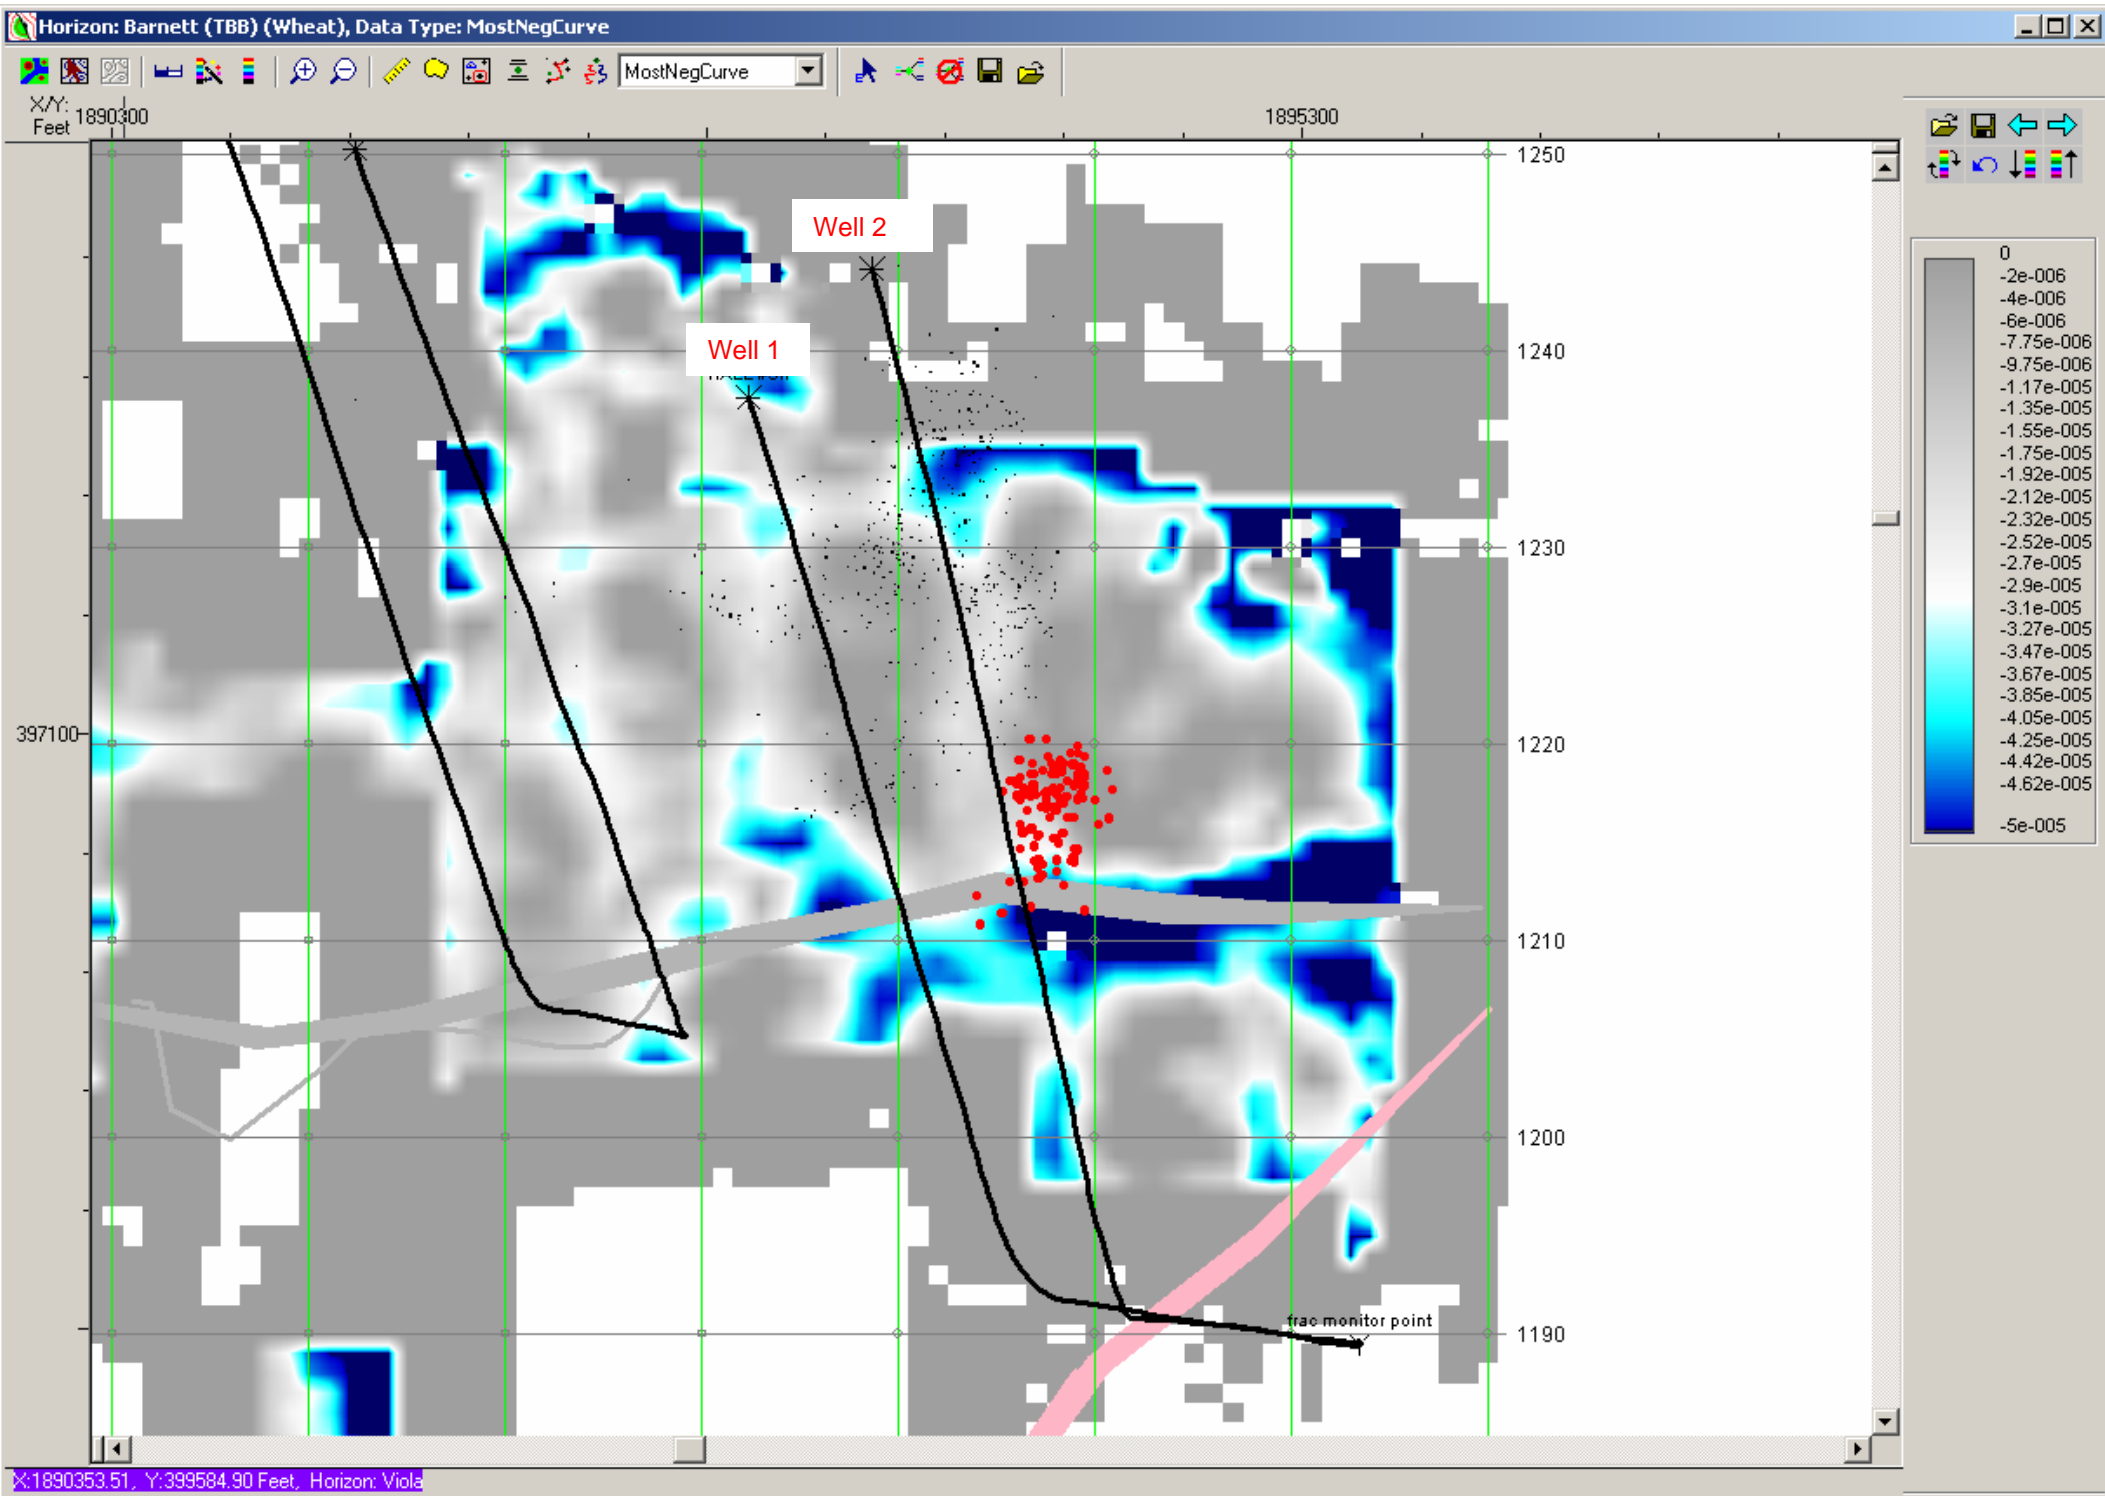 Horizon: Barnett (TBB) (Wheat), Data Type: MostNegCurve
MostNegCurve
X/Y:
Feet
1890300
1895300
1250
Well 2
Well 1
1240
1230
397100
1220
1210
1200
frac monitor point
1190
0
-2e-006
-4e-006
-6e-006
-7.75e-006
-9.75e-006
-1.17e-005
-1.35e-005
-1.55e-005
-1.75e-005
-1.92e-005
-2.12e-005
-2.32e-005
-2.52e-005
-2.7e-005
-2.9e-005
-3.1e-005
-3.27e-005
-3.47e-005
-3.67e-005
-3.85e-005
-4.05e-005
-4.25e-005
-4.42e-005
-4.62e-005
-5e-005
X:1890353.51, Y:399584.90 Feet, Horizon: Viola